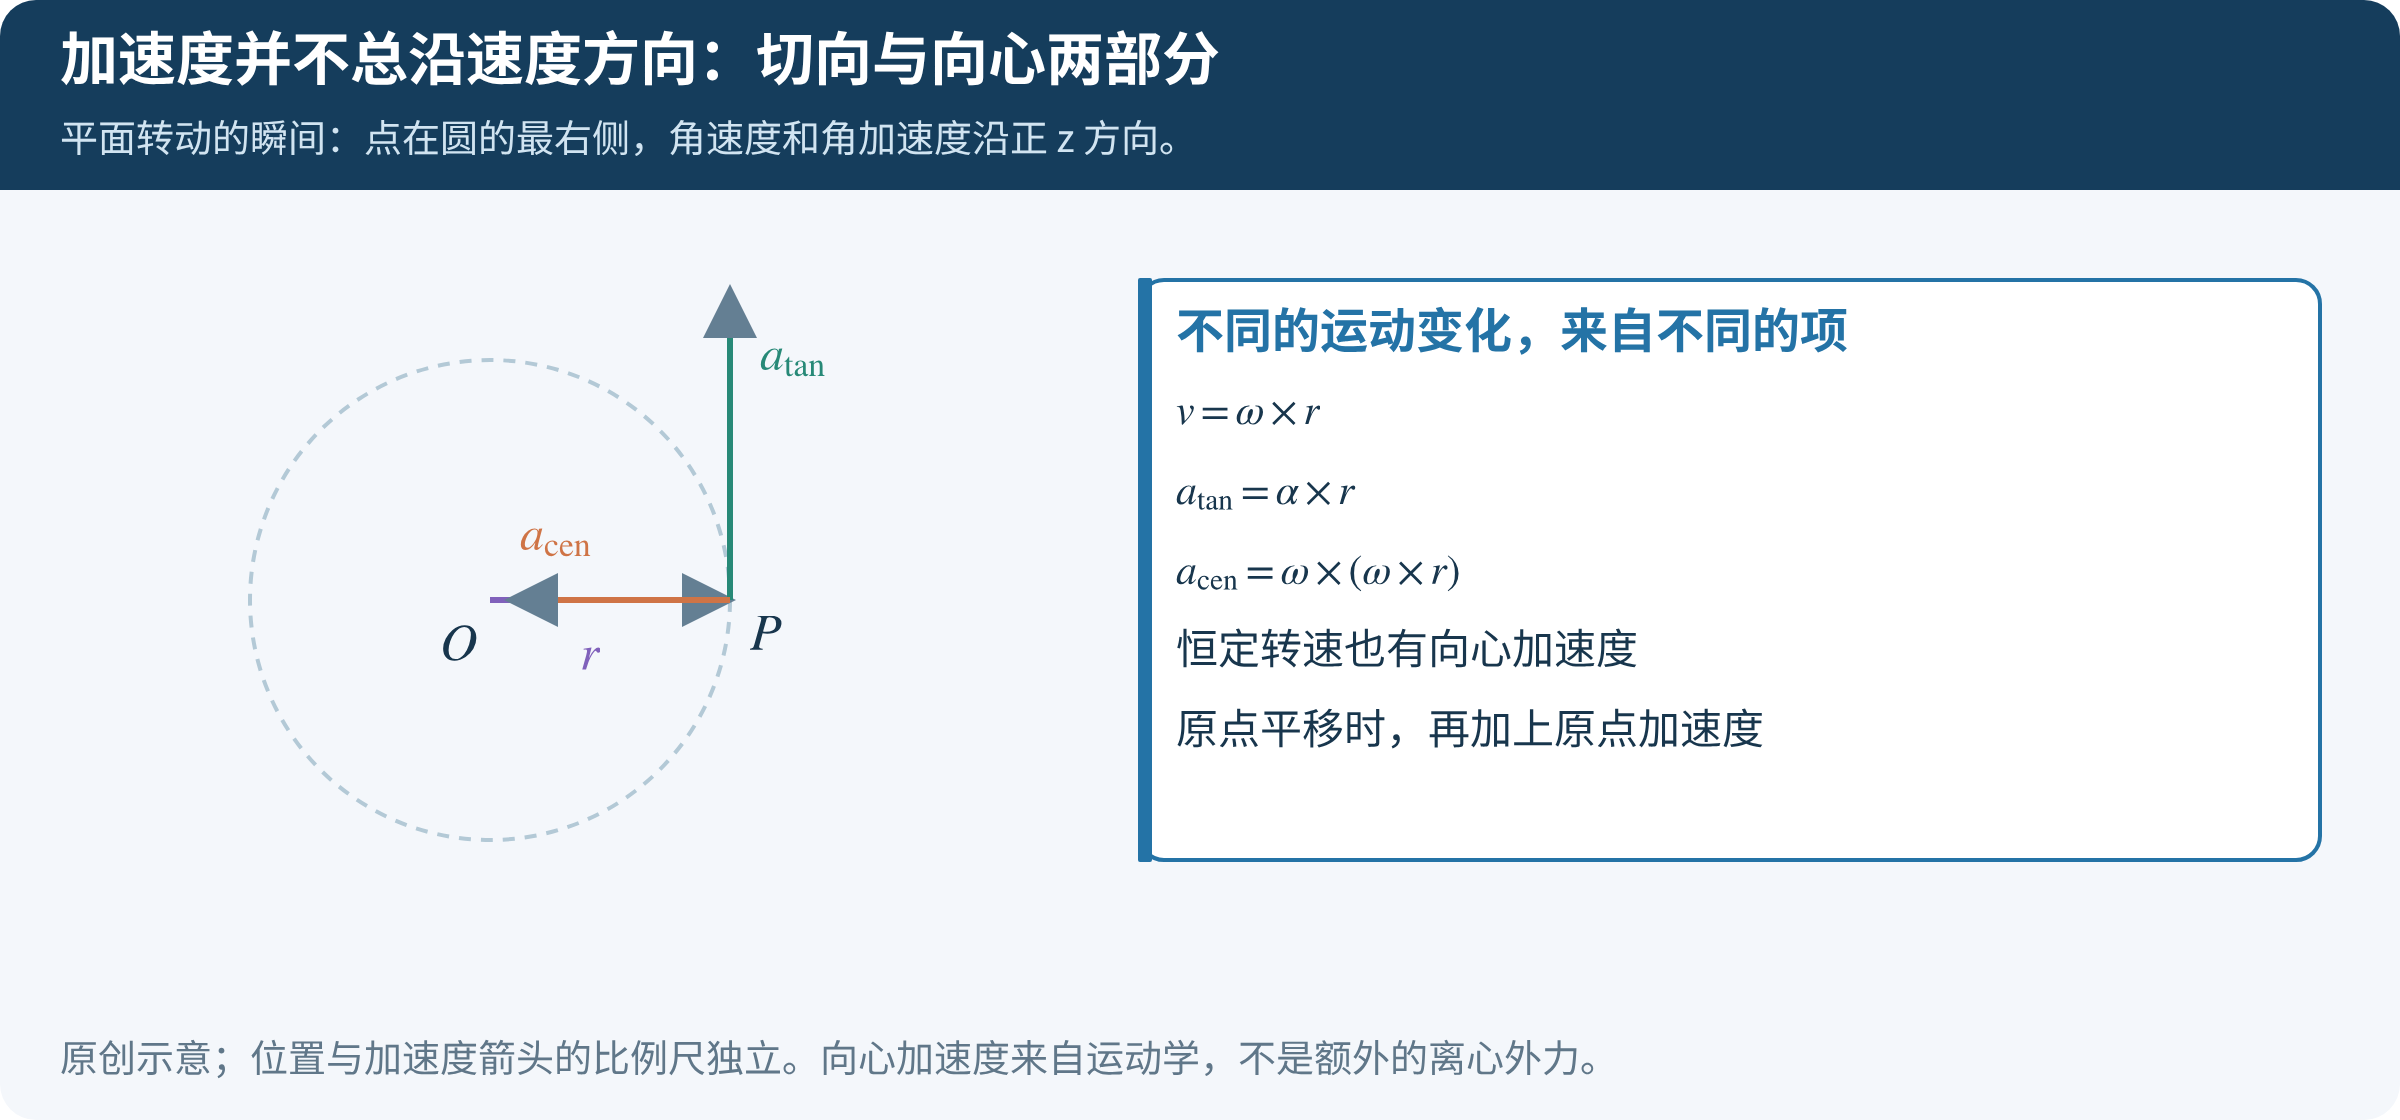 加速度并不总沿速度方向：切向与向心两部分
平面转动的瞬间：点在圆的最右侧，角速度和角加速度沿正 z 方向。
a_tan
a_cen
O
r
P
不同的运动变化，来自不同的项
v = ω × r
a_tan = α × r
a_cen = ω × (ω × r)
恒定转速也有向心加速度
原点平移时，再加上原点加速度
原创示意；位置与加速度箭头的比例尺独立。向心加速度来自运动学，不是额外的离心外力。